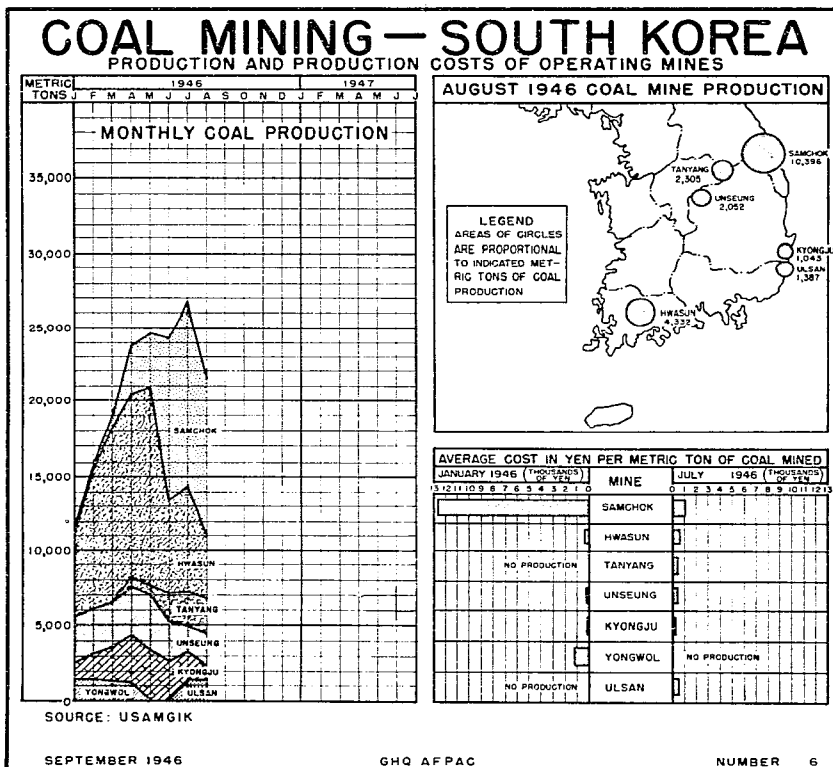 COAL MINING — SOUTH KOREA
PRODUCTION AND PRODUCTION COSTS OF OPERATING MINES
METRIC TONS
1946 1947
J F M A M J J A S O N D J F M A M J J
MONTHLY COAL PRODUCTION
35,000
30,000
25,000
20,000
15,000
10,000
5,000
0
SAMCHOK
HWASUN
TANYANG
UNSEUNG
KYONGJU
YONGWOL
ULSAN
AUGUST 1946 COAL MINE PRODUCTION
SAMCHOK
10,396
TANYANG
2,305
UNSEUNG
2,052
KYONGJU
1,043
ULSAN
1,387
HWASUN
4,332
LEGEND
AREAS OF CIRCLES
ARE PROPORTIONAL
TO INDICATED MET-
RIC TONS OF COAL
PRODUCTION
AVERAGE COST IN YEN PER METRIC TON OF COAL MINED
JANUARY 1946 (THOUSANDS OF YEN) MINE JULY 1946 (THOUSANDS OF YEN)
13 12 11 10 9 8 7 6 5 4 3 2 1 0 0 1 2 3 4 5 6 7 8 9 10 11 12 13
SAMCHOK
HWASUN
NO PRODUCTION TANYANG
UNSEUNG
KYONGJU
YONGWOL NO PRODUCTION
NO PRODUCTION ULSAN
SOURCE: USAMGIK
SEPTEMBER 1946 GHQ AFPAC NUMBER 6